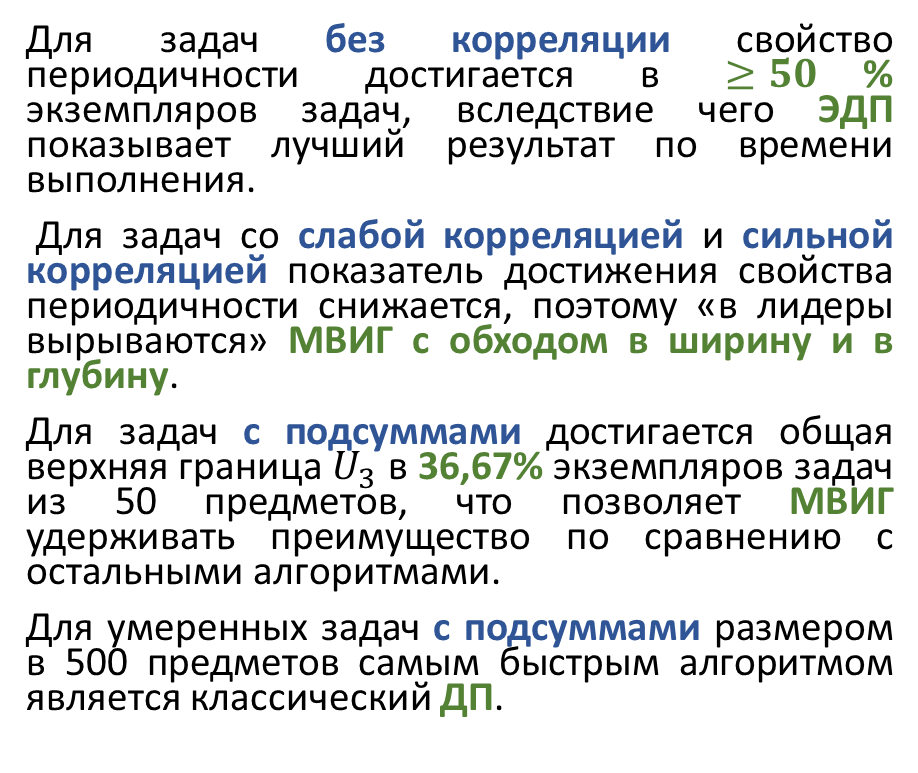 Для задач без корреляции свойство
периодичности достигается в ≥ 50 %
экземпляров задач, вследствие чего ЭДП
показывает лучший результат по времени
выполнения.
Для задач со слабой корреляцией и сильной
корреляцией показатель достижения свойства
периодичности снижается, поэтому «в лидеры
вырываются» МВИГ с обходом в ширину и в
глубину.
Для задач с подсуммами достигается общая
верхняя граница U₃ в 36,67% экземпляров задач
из 50 предметов, что позволяет МВИГ
удерживать преимущество по сравнению с
остальными алгоритмами.
Для умеренных задач с подсуммами размером
в 500 предметов самым быстрым алгоритмом
является классический ДП.